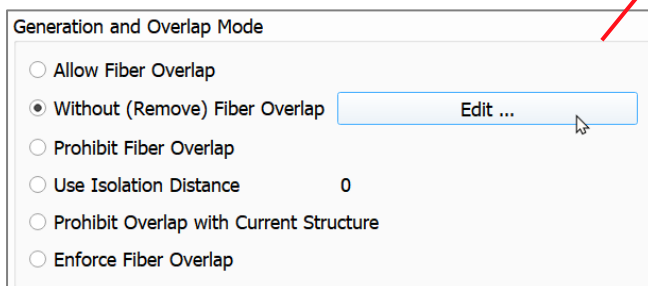 Generation and Overlap Mode
Allow Fiber Overlap
Without (Remove) Fiber Overlap Edit ...
Prohibit Fiber Overlap
Use Isolation Distance 0
Prohibit Overlap with Current Structure
Enforce Fiber Overlap